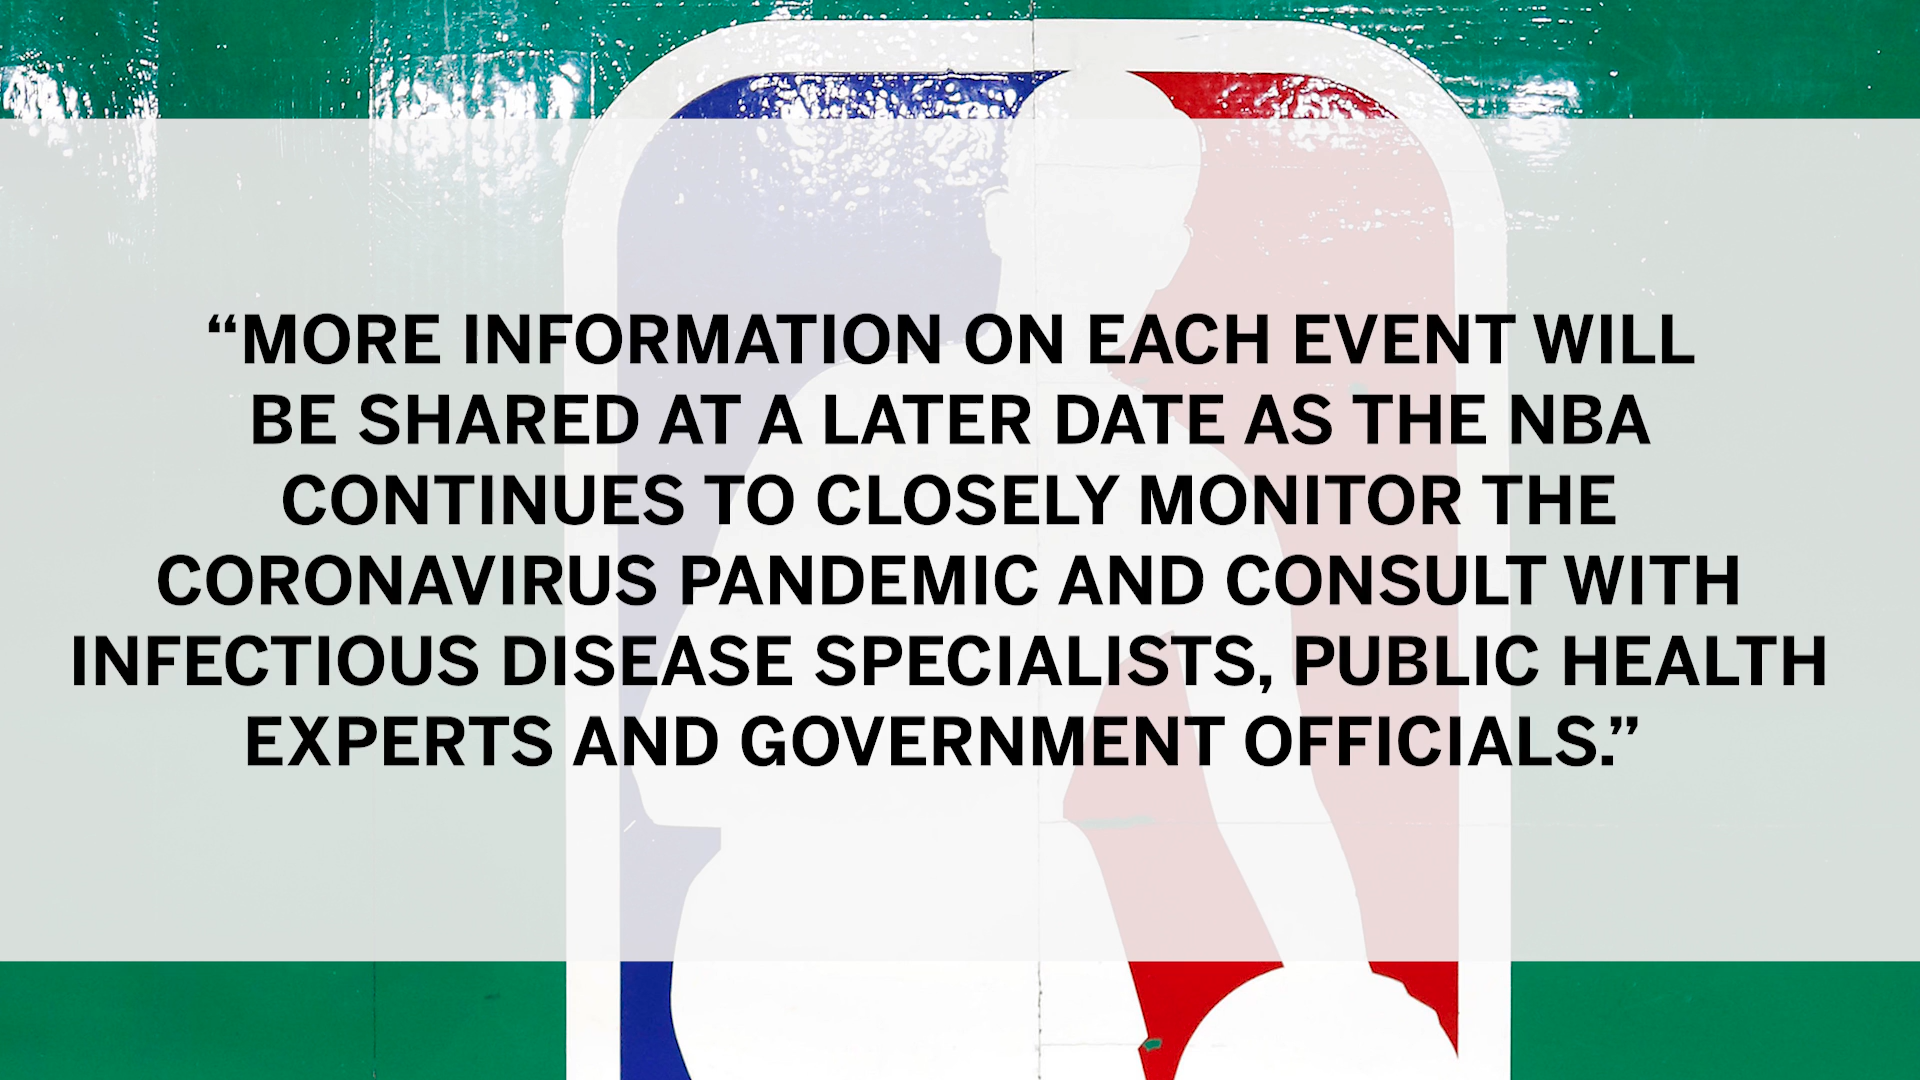 “MORE INFORMATION ON EACH EVENT WILL
BE SHARED AT A LATER DATE AS THE NBA
CONTINUES TO CLOSELY MONITOR THE
CORONAVIRUS PANDEMIC AND CONSULT WITH
INFECTIOUS DISEASE SPECIALISTS, PUBLIC HEALTH
EXPERTS AND GOVERNMENT OFFICIALS.”